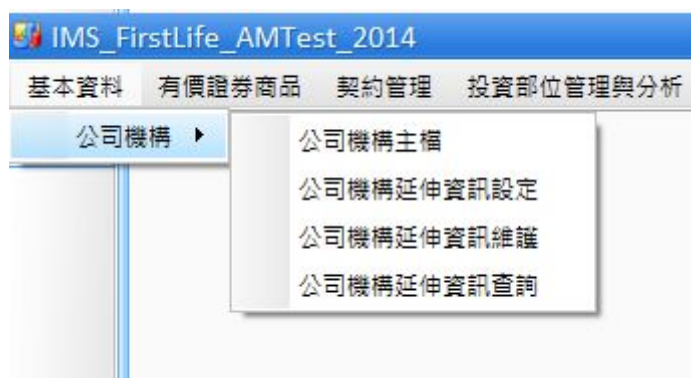 IMS_FirstLife_AMTest_2014
基本資料 有價證券商品 契約管理 投資部位管理與分析
公司機構
公司機構主檔
公司機構延伸資訊設定
公司機構延伸資訊維護
公司機構延伸資訊查詢